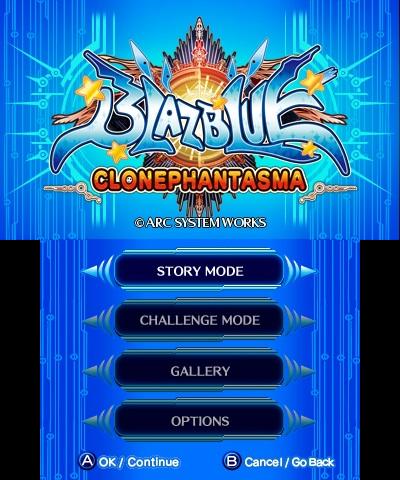 BLAZBLUE
CLONEPHANTASMA
© ARC SYSTEM WORKS
STORY MODE
CHALLENGE MODE
GALLERY
OPTIONS
A OK / Continue
B Cancel / Go Back